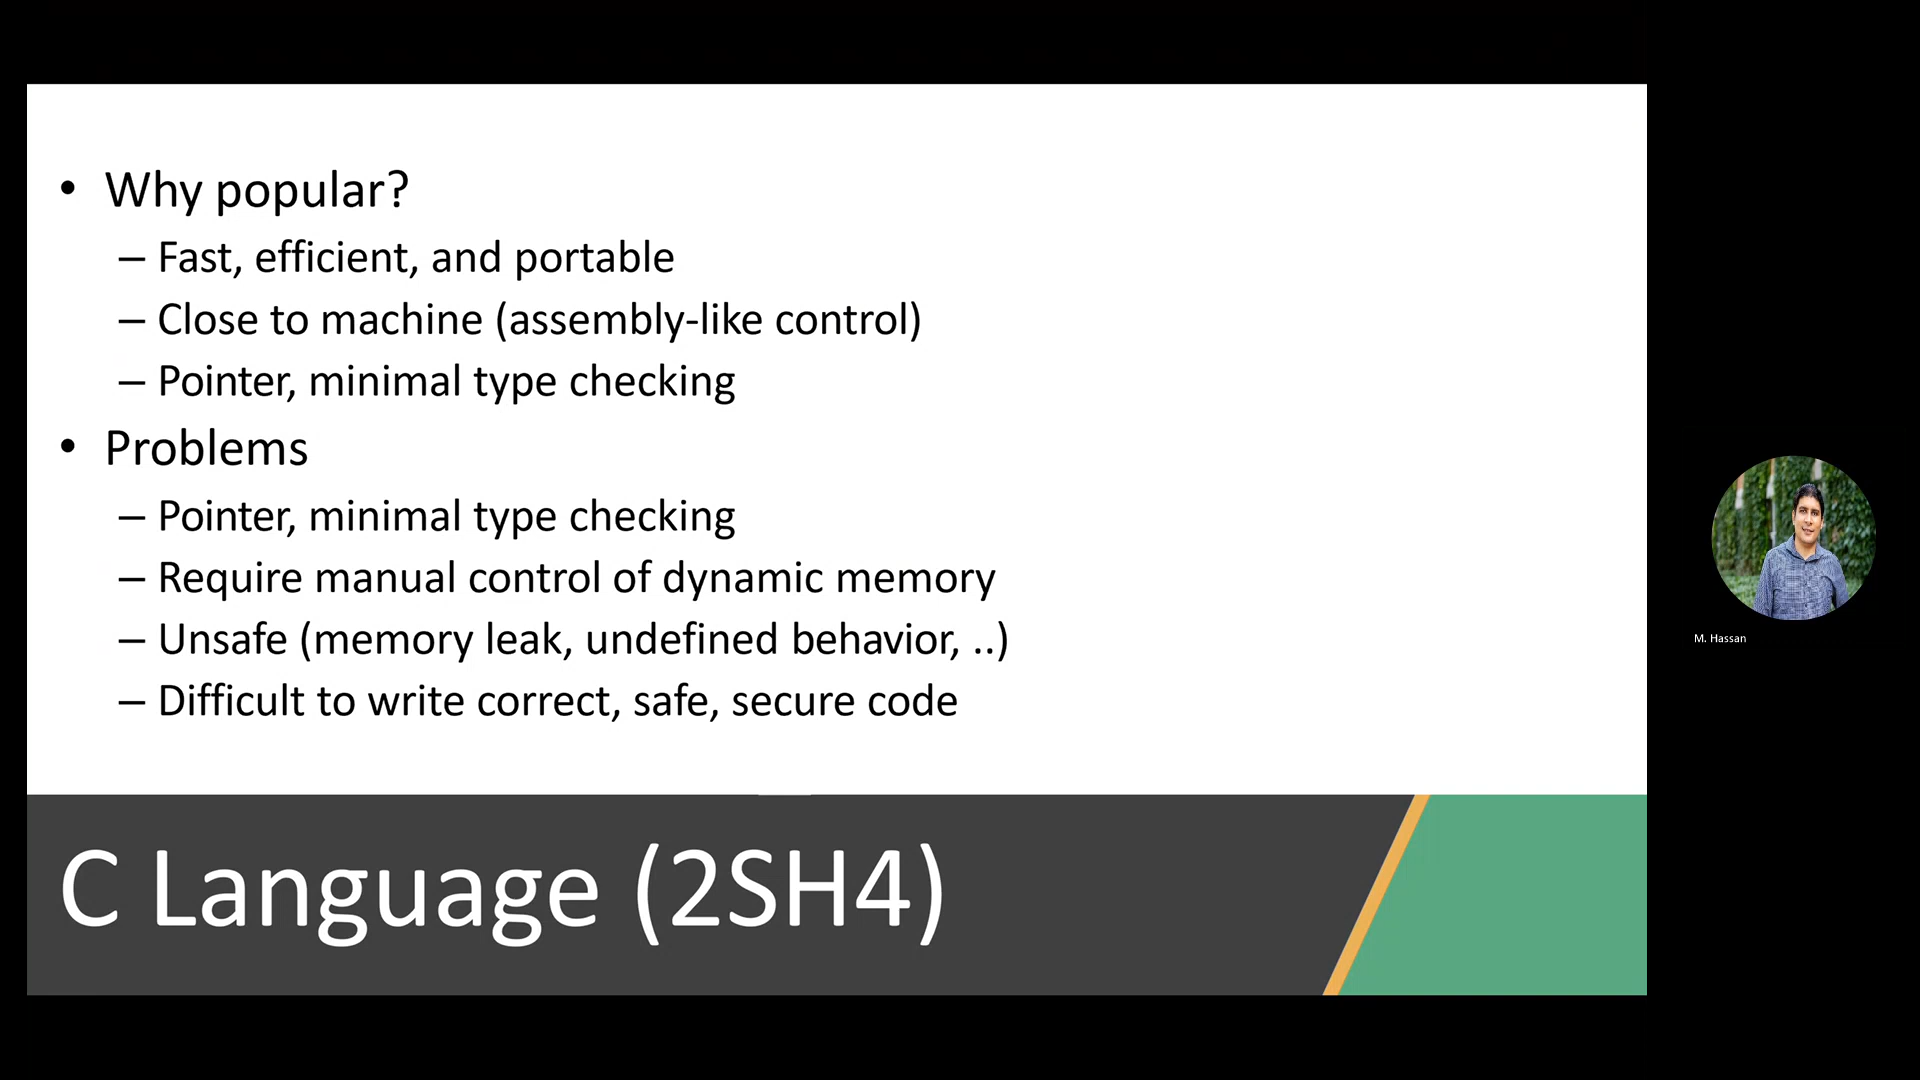 • Why popular?
– Fast, efficient, and portable
– Close to machine (assembly-like control)
– Pointer, minimal type checking
• Problems
– Pointer, minimal type checking
– Require manual control of dynamic memory
– Unsafe (memory leak, undefined behavior, ..)
– Difficult to write correct, safe, secure code
C Language (2SH4)
M. Hassan